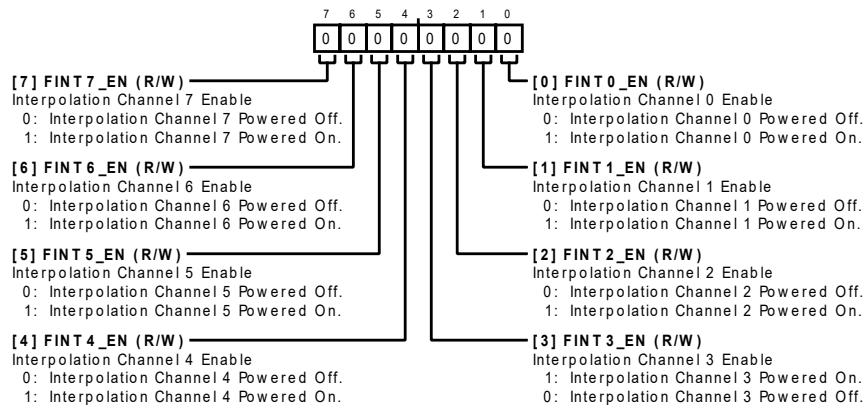 7 6 5 4 3 2 1 0
0 0 0 0 0 0 0 0
[7] FINT7_EN (R/W)
Interpolation Channel 7 Enable
0: Interpolation Channel 7 Powered Off.
1: Interpolation Channel 7 Powered On.
[6] FINT6_EN (R/W)
Interpolation Channel 6 Enable
0: Interpolation Channel 6 Powered Off.
1: Interpolation Channel 6 Powered On.
[5] FINT5_EN (R/W)
Interpolation Channel 5 Enable
0: Interpolation Channel 5 Powered Off.
1: Interpolation Channel 5 Powered On.
[4] FINT4_EN (R/W)
Interpolation Channel 4 Enable
0: Interpolation Channel 4 Powered Off.
1: Interpolation Channel 4 Powered On.
[0] FINT0_EN (R/W)
Interpolation Channel 0 Enable
0: Interpolation Channel 0 Powered Off.
1: Interpolation Channel 0 Powered On.
[1] FINT1_EN (R/W)
Interpolation Channel 1 Enable
0: Interpolation Channel 1 Powered Off.
1: Interpolation Channel 1 Powered On.
[2] FINT2_EN (R/W)
Interpolation Channel 2 Enable
0: Interpolation Channel 2 Powered Off.
1: Interpolation Channel 2 Powered On.
[3] FINT3_EN (R/W)
Interpolation Channel 3 Enable
1: Interpolation Channel 3 Powered On.
0: Interpolation Channel 3 Powered Off.